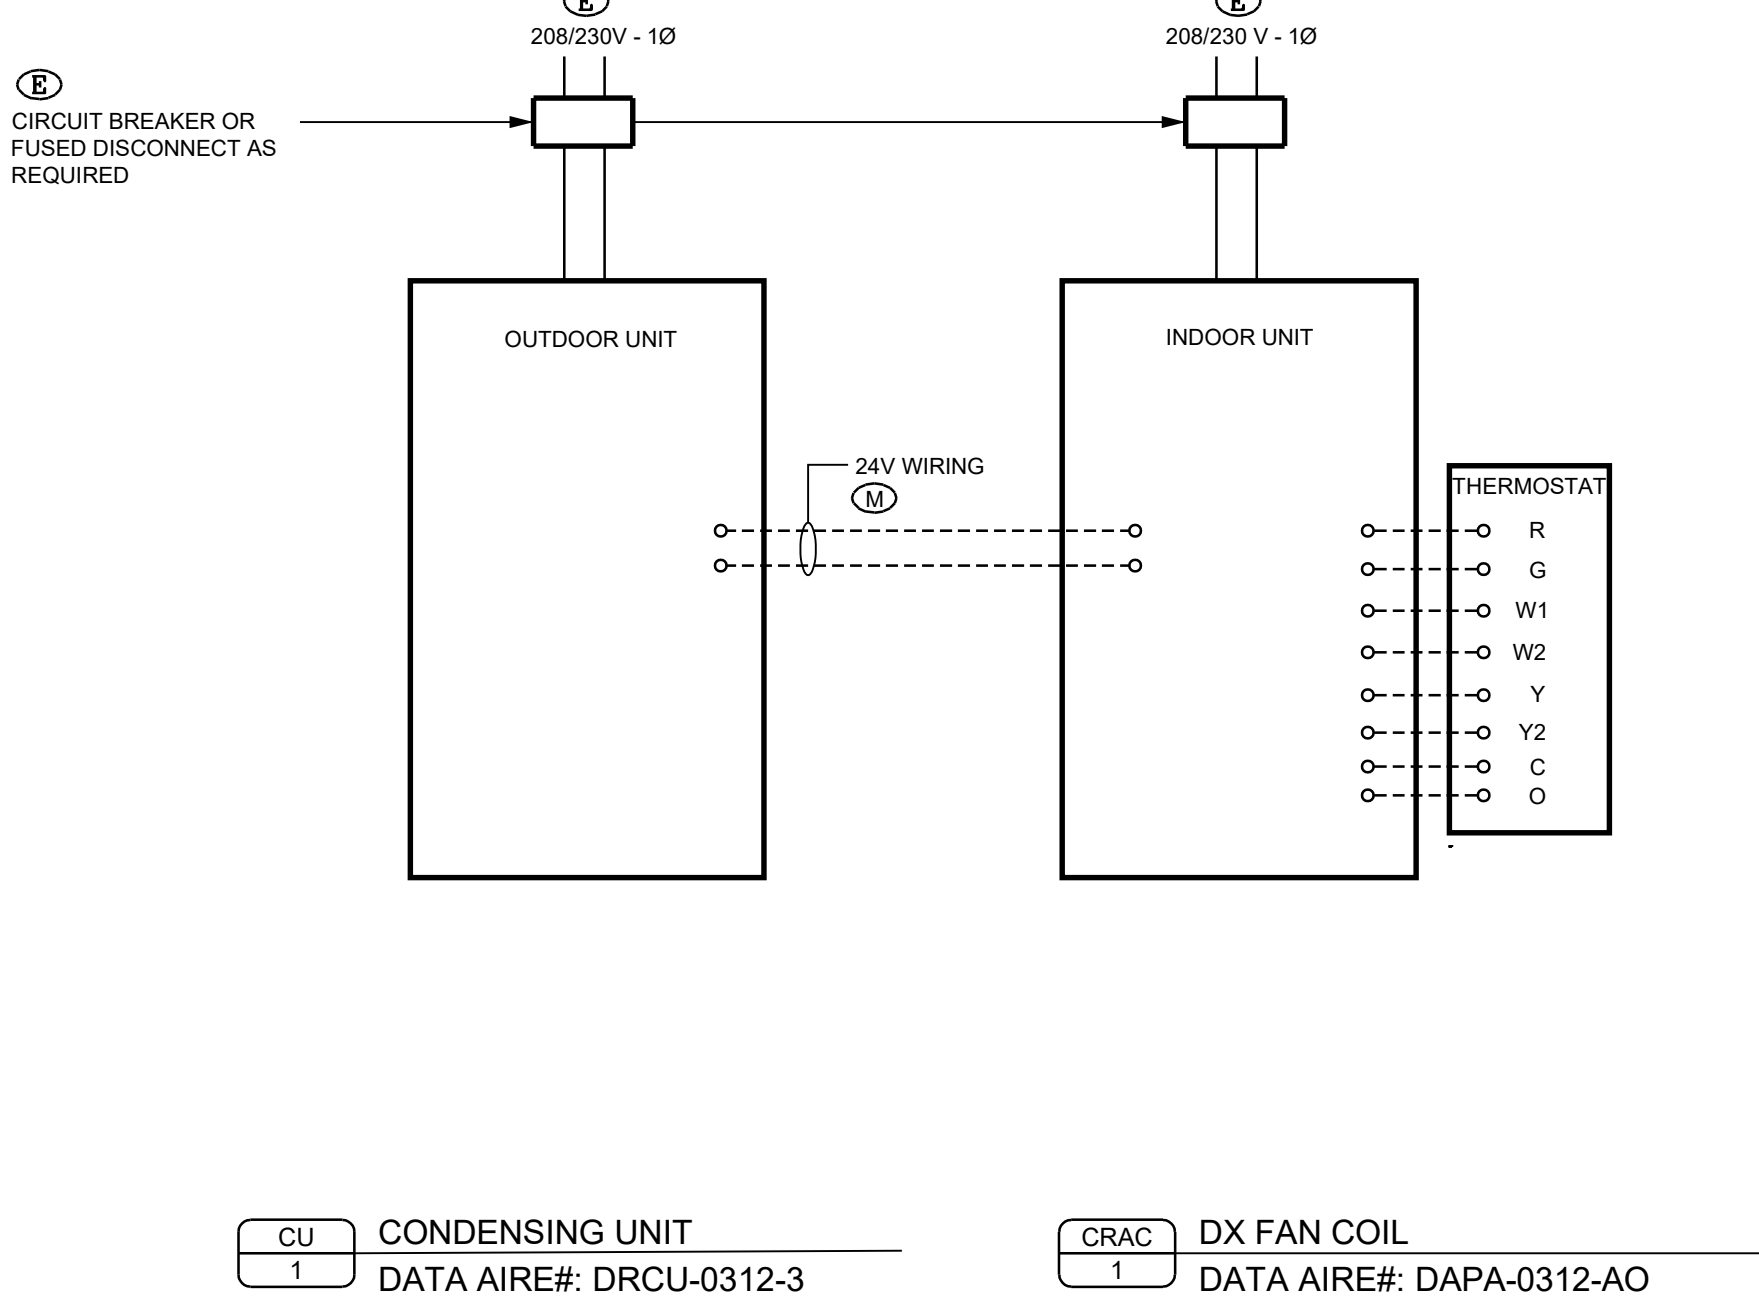 E
E
208/230V - 1Ø
208/230 V - 1Ø
E
CIRCUIT BREAKER OR
FUSED DISCONNECT AS
REQUIRED
OUTDOOR UNIT
INDOOR UNIT
24V WIRING
M
THERMOSTAT
R
G
W1
W2
Y
Y2
C
O
CU
1
CONDENSING UNIT
DATA AIRE#: DRCU-0312-3
CRAC
1
DX FAN COIL
DATA AIRE#: DAPA-0312-AO